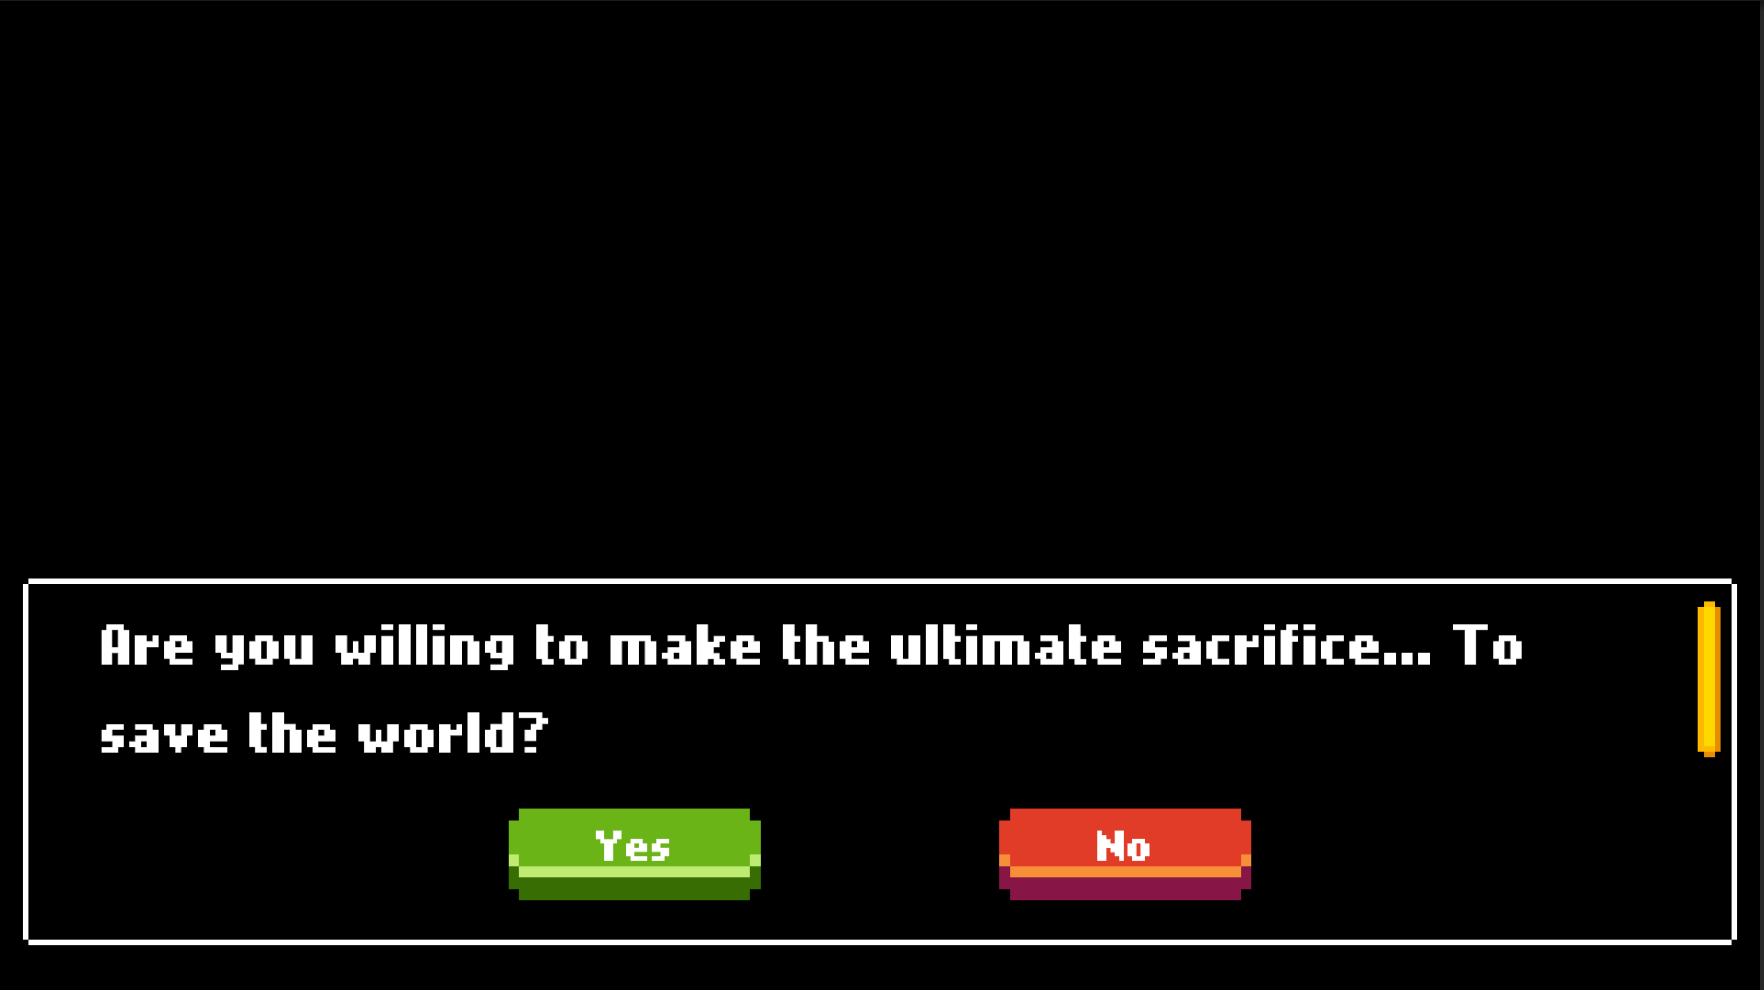 Are you willing to make the ultimate sacrifice... To
save the world?
Yes
No